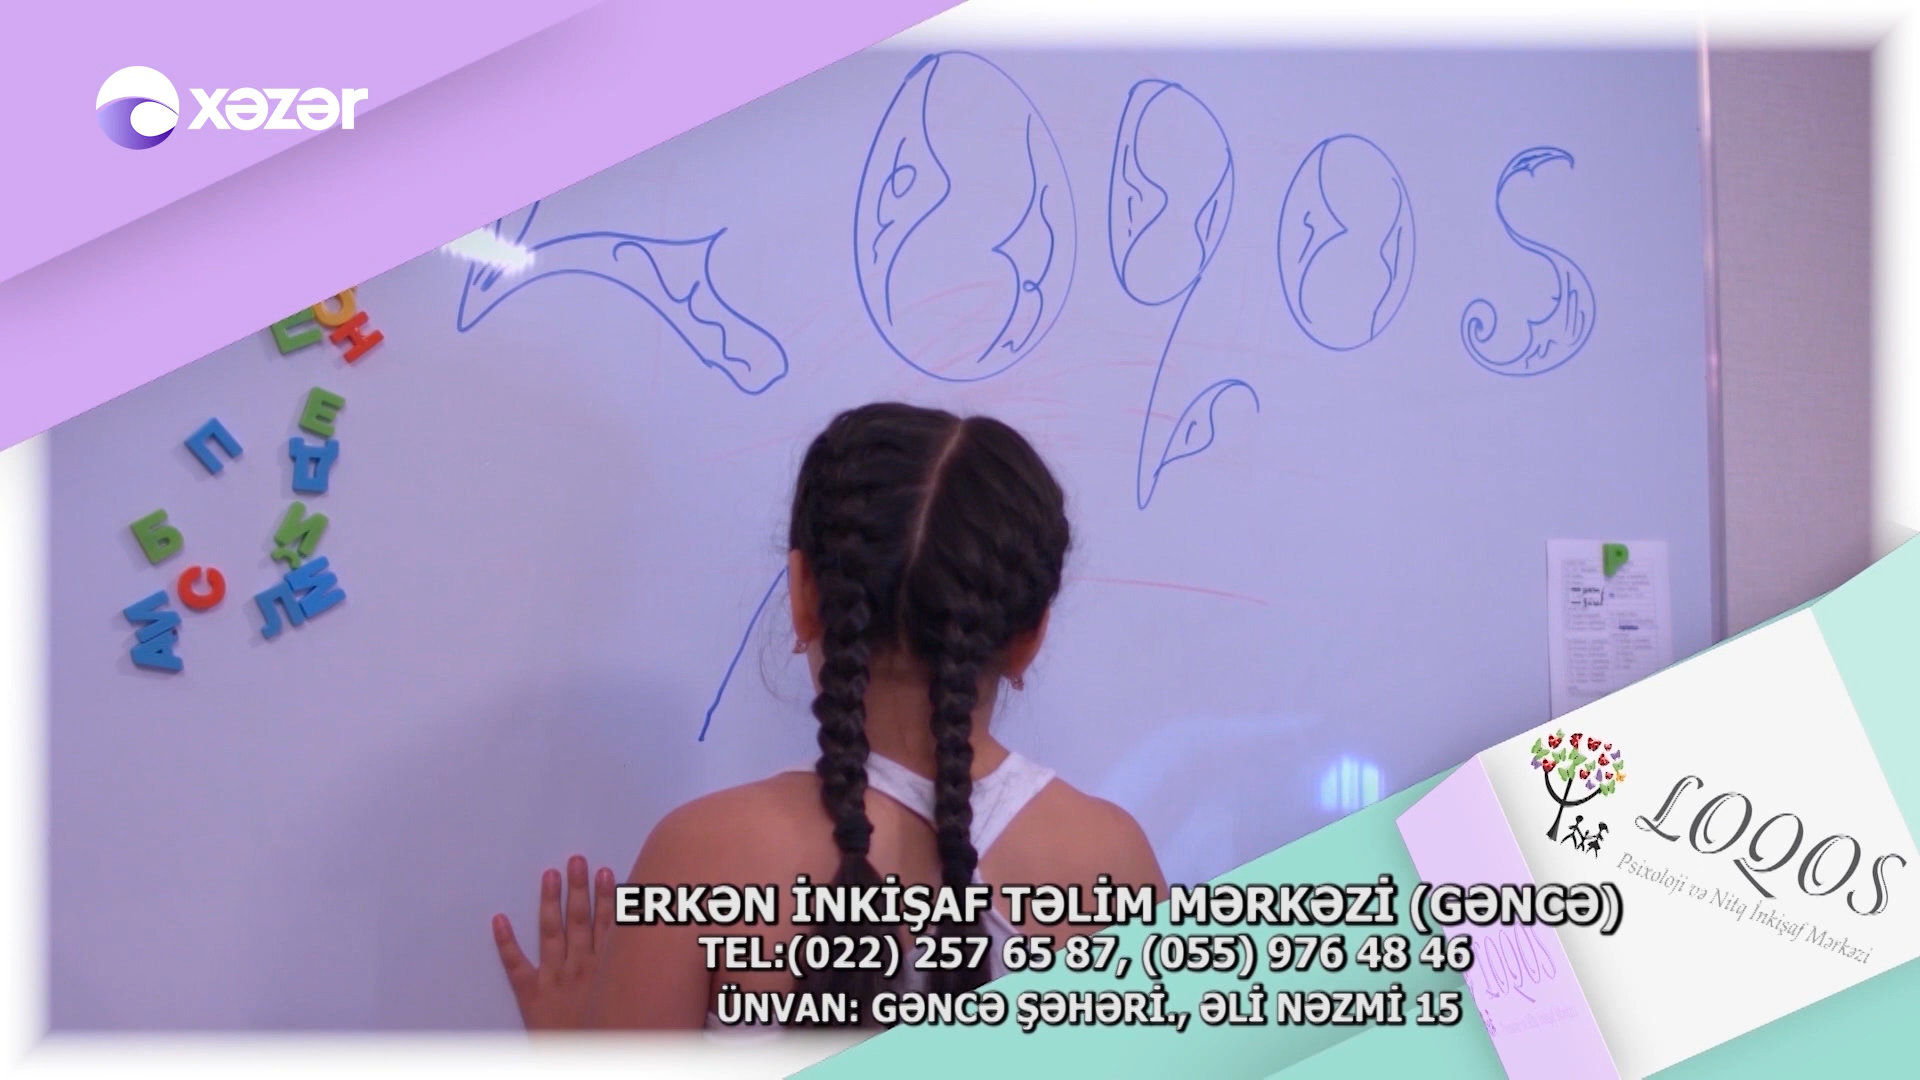 xəzər
Loqos
П
О
Н
Е
П
Д
Б
Й
С
Л
М
И
А
Р
LOQOS
Psixoloji və Nitq İnkişaf Mərkəzi
ERKƏN İNKİŞAF TƏLİM MƏRKƏZİ (GƏNCƏ)
TEL:(022) 257 65 87, (055) 976 48 46
ÜNVAN: GƏNCƏ ŞƏHƏRİ., ƏLİ NƏZMİ 15
LOQOS